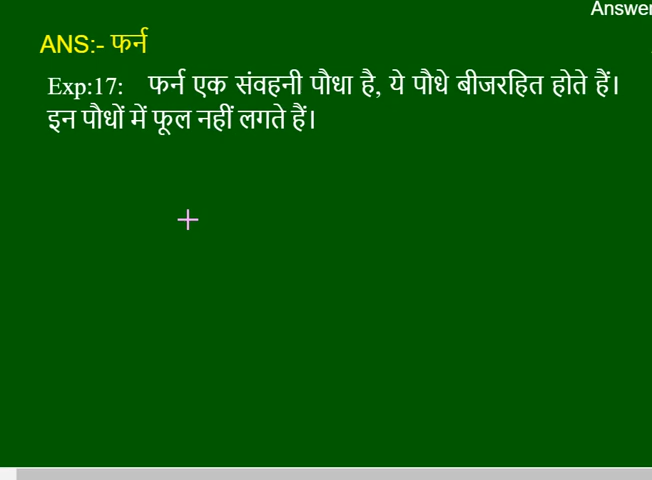 Answer
ANS:- फर्न
Exp:17: फर्न एक संवहनी पौधा है, ये पौधे बीजरहित होते हैं।
इन पौधों में फूल नहीं लगते हैं।